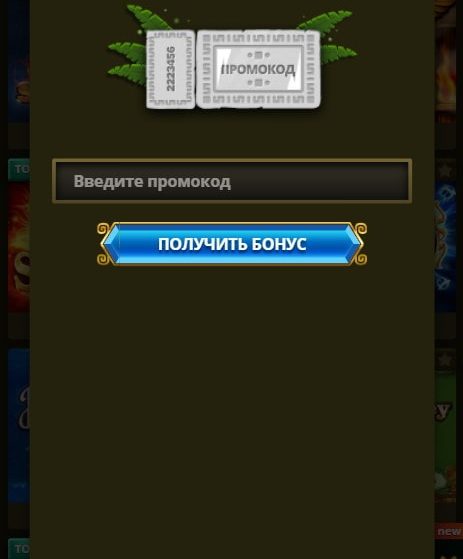 2223456
ПРОМОКОД
TO
Введите промокод
ПОЛУЧИТЬ БОНУС
new
TO